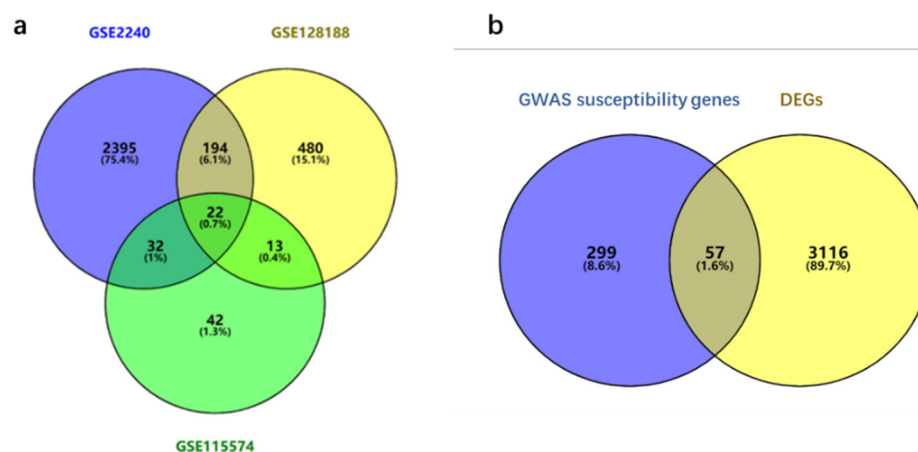 a
GSE2240
GSE128188
2395
(75.4%)
194
(6.1%)
480
(15.1%)
22
(0.7%)
32
(1%)
13
(0.4%)
42
(1.3%)
GSE115574
b
GWAS susceptibility genes
DEGs
299
(8.6%)
57
(1.6%)
3116
(89.7%)